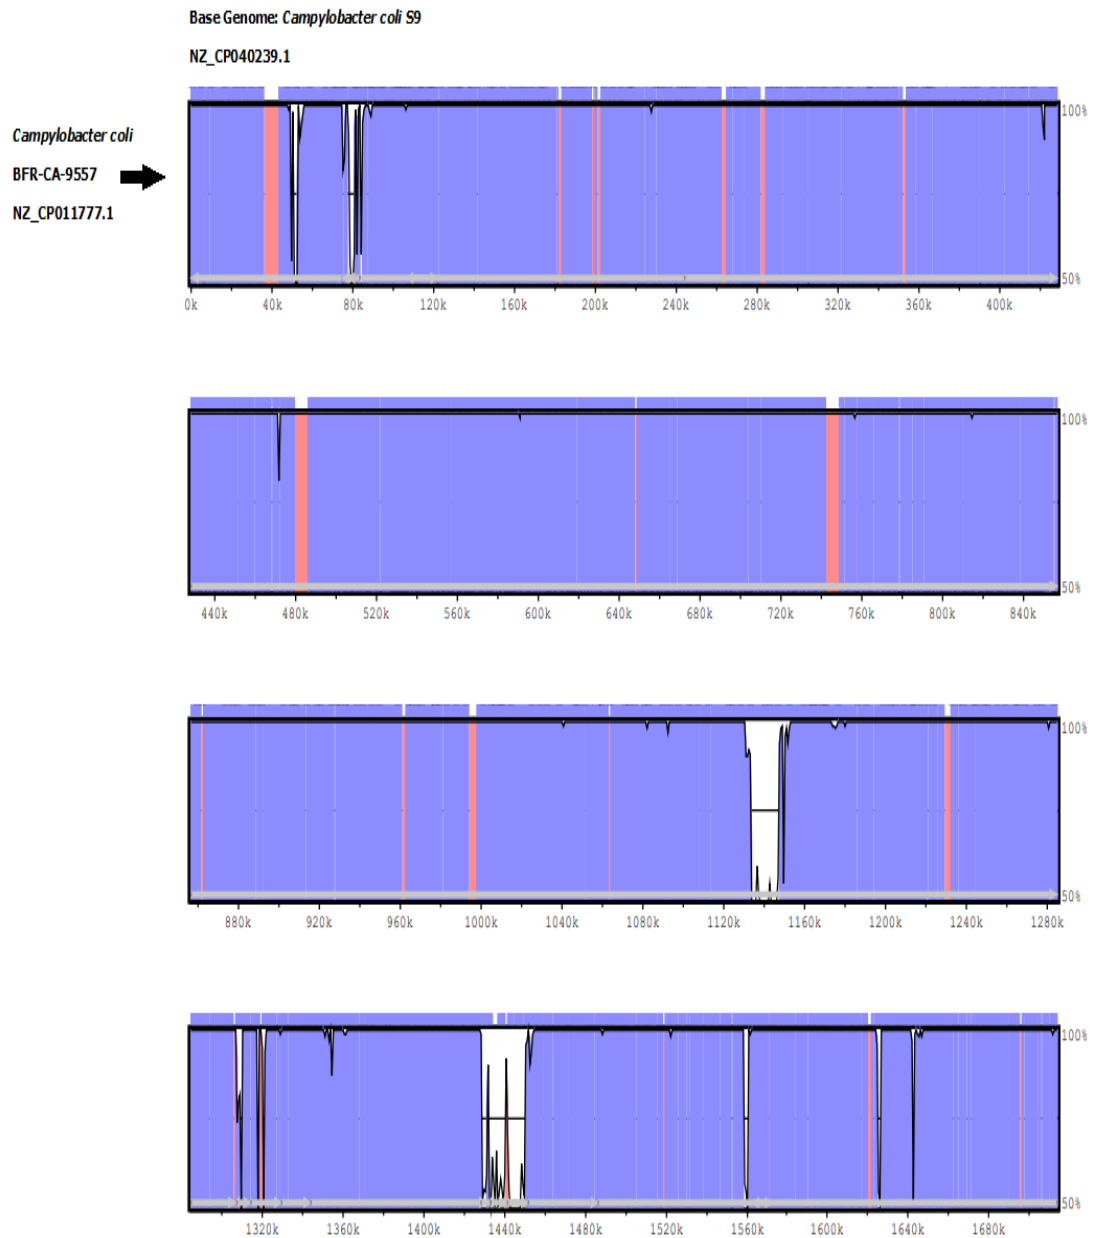 Base Genome: Campylobacter coli S9
NZ_CP040239.1
Campylobacter coli
BFR-CA-9557
NZ_CP011777.1
100%
50%
0k 40k 80k 120k 160k 200k 240k 280k 320k 360k 400k
100%
50%
440k 480k 520k 560k 600k 640k 680k 720k 760k 800k 840k
100%
50%
880k 920k 960k 1000k 1040k 1080k 1120k 1160k 1200k 1240k 1280k
100%
50%
1320k 1360k 1400k 1440k 1480k 1520k 1560k 1600k 1640k 1680k